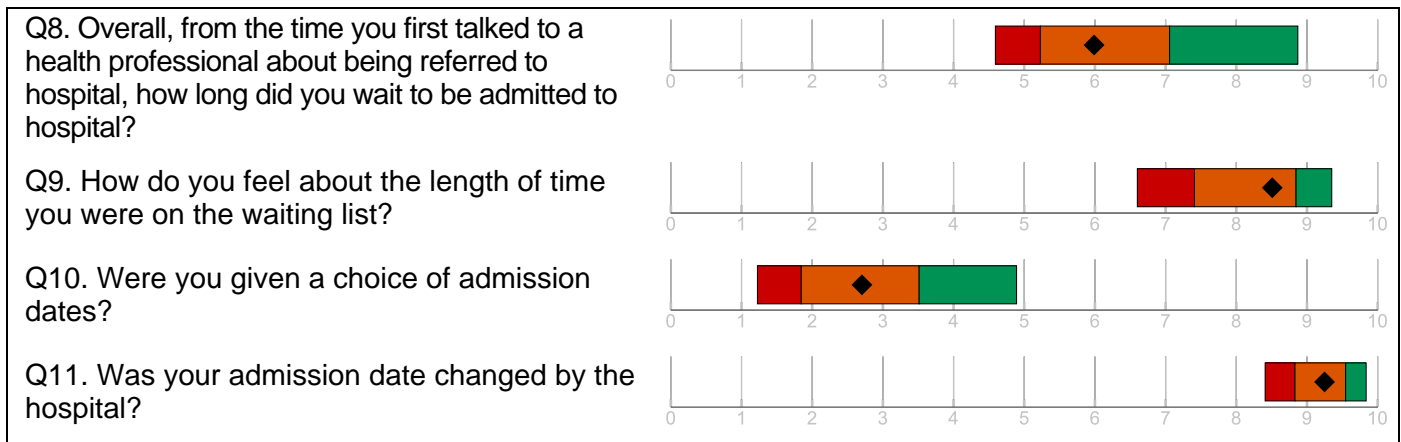 Q8. Overall, from the time you first talked to a
health professional about being referred to
hospital, how long did you wait to be admitted to
hospital?
0 1 2 3 4 5 6 7 8 9 10
Q9. How do you feel about the length of time
you were on the waiting list?
0 1 2 3 4 5 6 7 8 9 10
Q10. Were you given a choice of admission
dates?
0 1 2 3 4 5 6 7 8 9 10
Q11. Was your admission date changed by the
hospital?
0 1 2 3 4 5 6 7 8 9 10